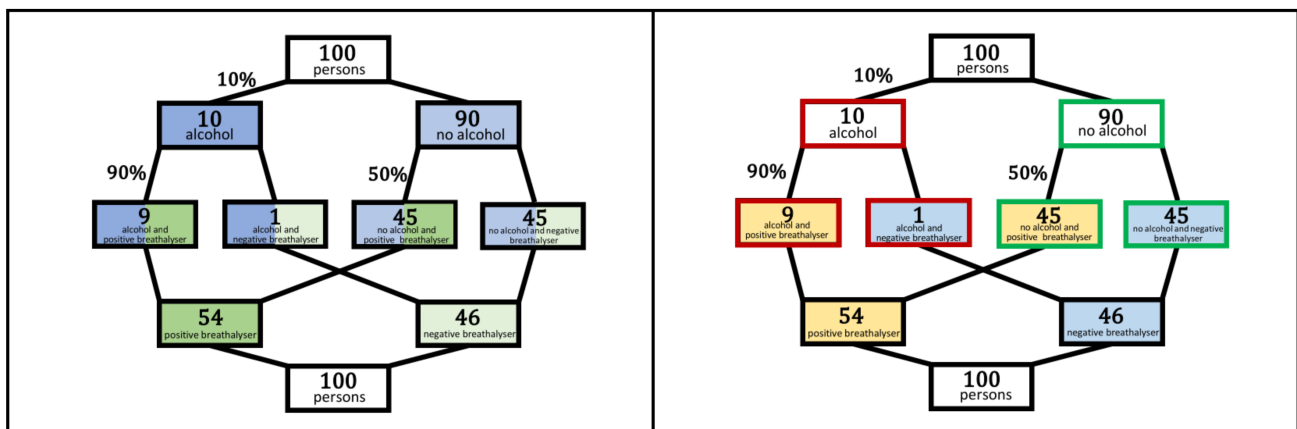 100
persons
10%
10
alcohol
90
no alcohol
90%
50%
9
alcohol and
positive breathalyser
1
alcohol and
negative breathalyser
45
no alcohol and
positive breathalyser
45
no alcohol and negative
breathalyser
54
positive breathalyser
46
negative breathalyser
100
persons
100
persons
10%
10
alcohol
90
no alcohol
90%
50%
9
alcohol and
positive breathalyser
1
alcohol and
negative breathalyser
45
no alcohol and
positive breathalyser
45
no alcohol and negative
breathalyser
54
positive breathalyser
46
negative breathalyser
100
persons